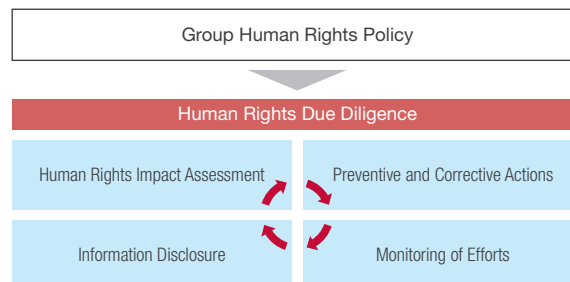 Group Human Rights Policy
Human Rights Due Diligence
Human Rights Impact Assessment
Preventive and Corrective Actions
Information Disclosure
Monitoring of Efforts